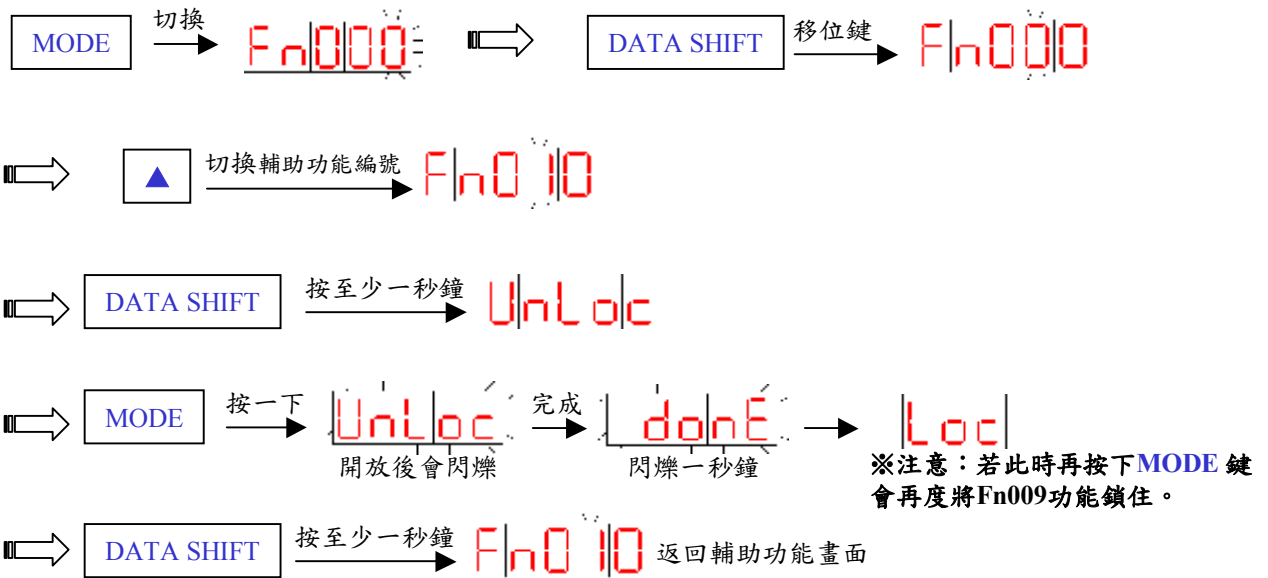 MODE 切換 Fn000 DATA SHIFT 移位鍵 Fn000
▲ 切換輔助功能編號 Fn010
DATA SHIFT 按至少一秒鐘 UnLoc
MODE 按一下 UnLoc 完成 donE Loc
開放後會閃爍 閃爍一秒鐘 ※注意：若此時再按下MODE 鍵
會再度將Fn009功能鎖住。
DATA SHIFT 按至少一秒鐘 Fn010 返回輔助功能畫面